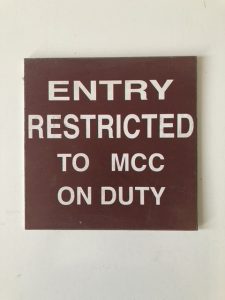 ENTRY
RESTRICTED
TO MCC
ON DUTY